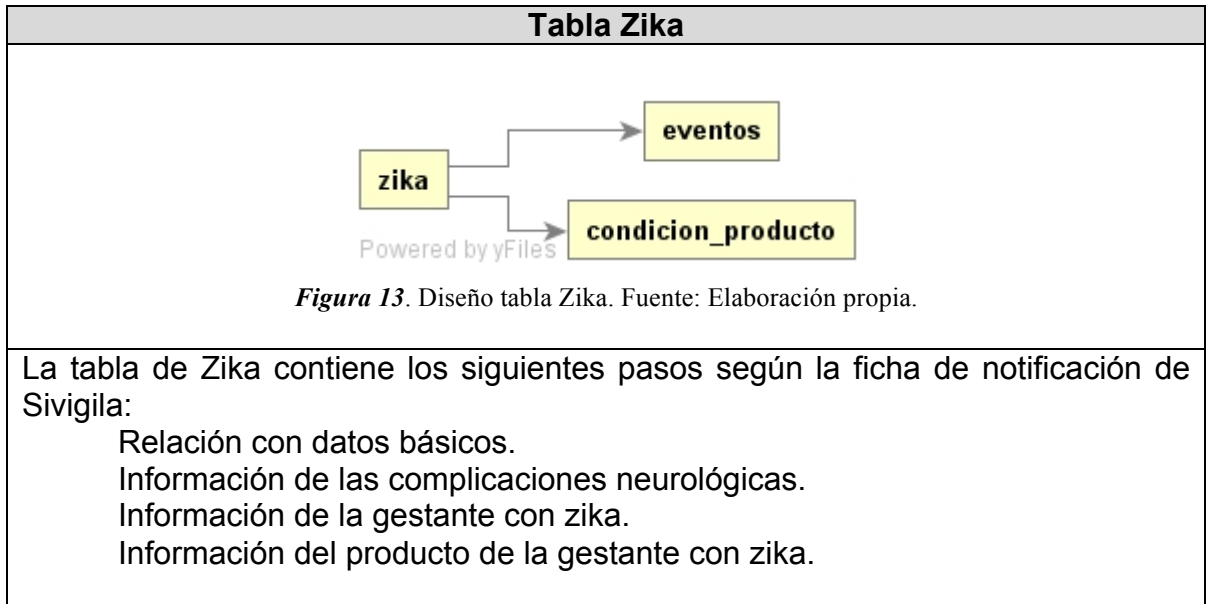 Tabla Zika
eventos
zika
condicion_producto
Powered by yFiles
Figura 13. Diseño tabla Zika. Fuente: Elaboración propia.
La tabla de Zika contiene los siguientes pasos según la ficha de notificación de
Sivigila:
Relación con datos básicos.
Información de las complicaciones neurológicas.
Información de la gestante con zika.
Información del producto de la gestante con zika.